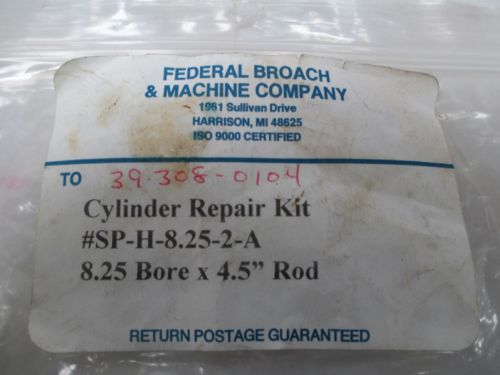 FEDERAL BROACH
& MACHINE COMPANY
1961 Sullivan Drive
HARRISON, MI 48625
ISO 9000 CERTIFIED
TO 39-308-0104
Cylinder Repair Kit
#SP-H-8.25-2-A
8.25 Bore x 4.5” Rod
RETURN POSTAGE GUARANTEED